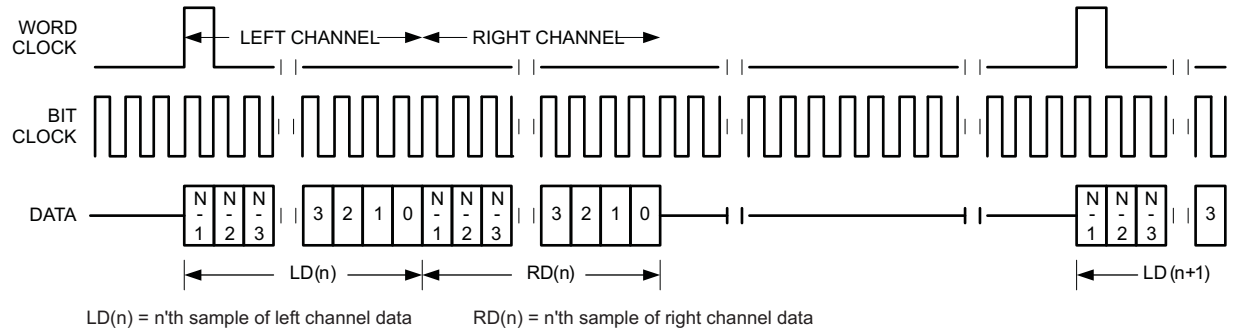 WORD
CLOCK
LEFT CHANNEL
RIGHT CHANNEL
BIT
CLOCK
DATA
N-1 N-2 N-3 3 2 1 0 N-1 N-2 N-3 3 2 1 0 N-1 N-2 N-3 3
LD(n) RD(n) LD(n+1)
LD(n) = n'th sample of left channel data RD(n) = n'th sample of right channel data